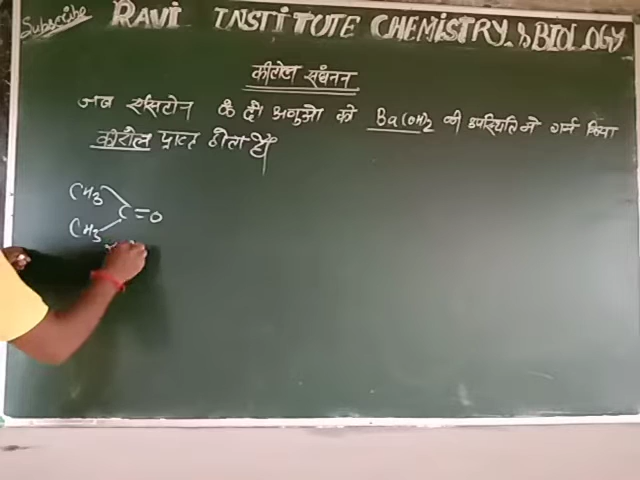 Subscribe RAVI INSTITUTE CHEMISTRY & BIOLOGY
कीटोल संघनन
जब एसिटोन के दो अणुओ को Ba(OH)2 की उपस्थिति मे गर्म किया
कीटोल प्राप्त होता है
CH3
C=O
CH3